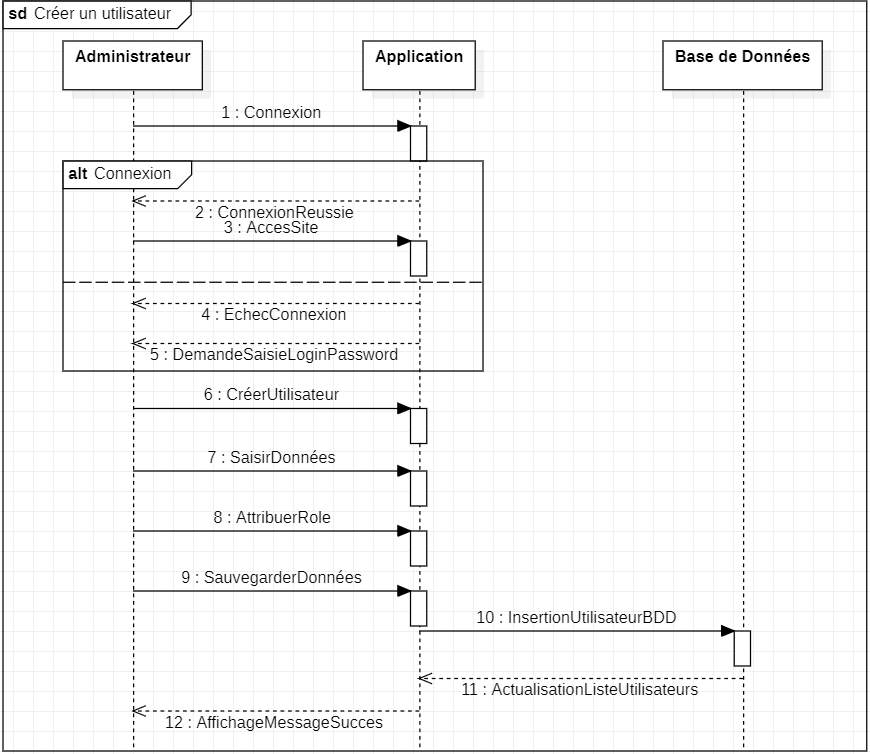 sd Créer un utilisateur
Administrateur
Application
Base de Données
1 : Connexion
alt Connexion
2 : ConnexionReussie
3 : AccesSite
4 : EchecConnexion
5 : DemandeSaisieLoginPassword
6 : CréerUtilisateur
7 : SaisirDonnées
8 : AttribuerRole
9 : SauvegarderDonnées
10 : InsertionUtilisateurBDD
11 : ActualisationListeUtilisateurs
12 : AffichageMessageSucces